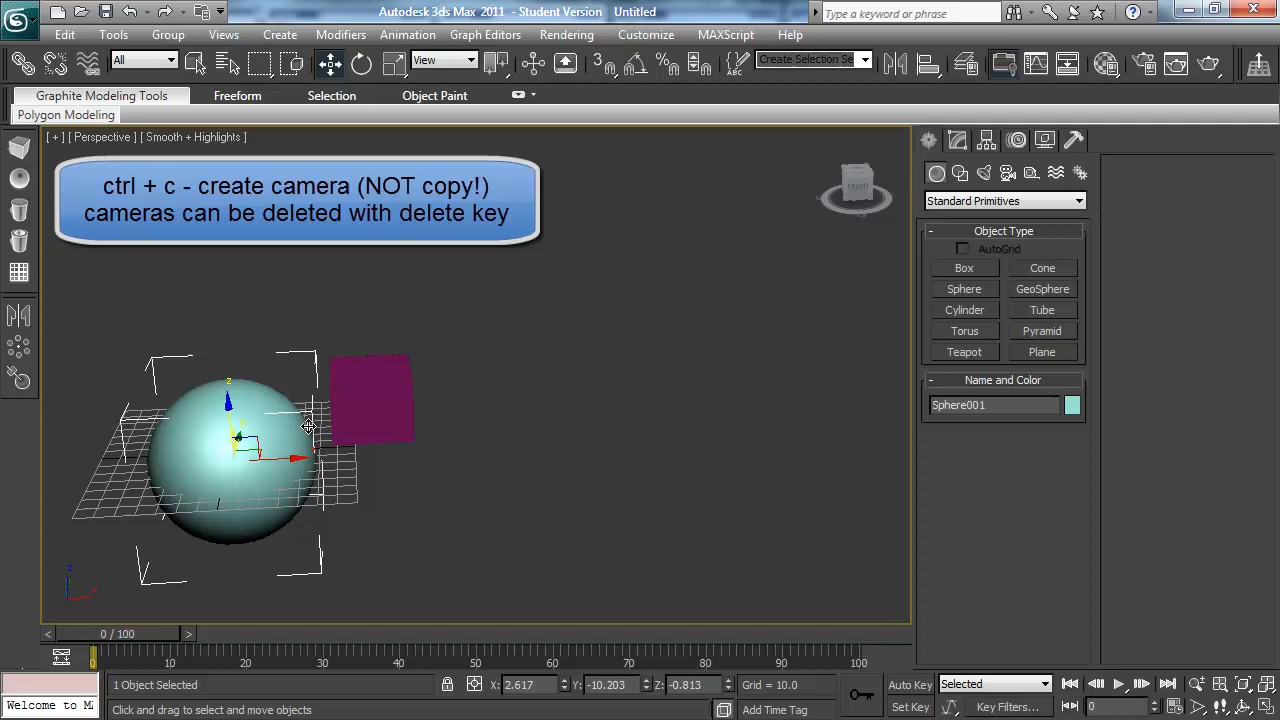 Autodesk 3ds Max 2011 - Student Version Untitled
Type a keyword or phrase
Edit Tools Group Views Create Modifiers Animation Graph Editors Rendering Customize MAXScript Help
All View Create Selection Se
Graphite Modeling Tools Freeform Selection Object Paint
Polygon Modeling
[ + ] [ Perspective ] [ Smooth + Highlights ]
ctrl + c - create camera (NOT copy!)
cameras can be deleted with delete key
FRONT
Standard Primitives
- Object Type
AutoGrid
Box Cone
Sphere GeoSphere
Cylinder Tube
Torus Pyramid
Teapot Plane
- Name and Color
Sphere001
z
z
< 0 / 100 >
0 10 20 30 40 50 60 70 80 90 100
1 Object Selected X: 2.617 Y: -10.203 Z: -0.813 Grid = 10.0 Auto Key Selected
Welcome to M Click and drag to select and move objects Add Time Tag Set Key Key Filters... 0